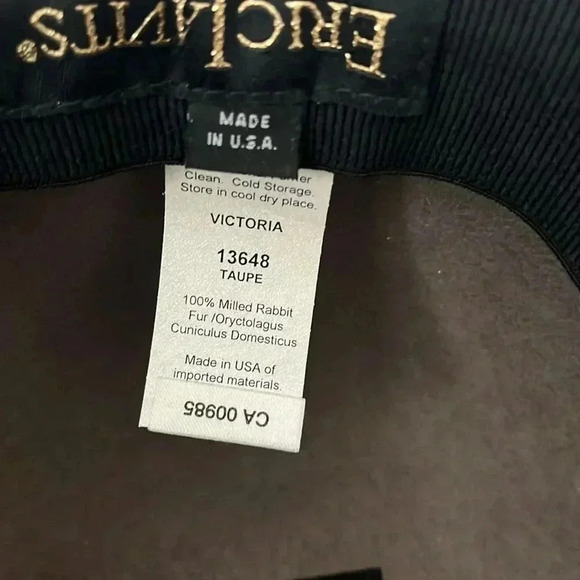 ERIC JAVITS®
MADE
IN U.S.A.
Clean. Cold Storage.
Store in cool dry place.
VICTORIA
13648
TAUPE
100% Milled Rabbit
Fur /Oryctolagus
Cuniculus Domesticus
Made in USA of
imported materials.
CA 00985